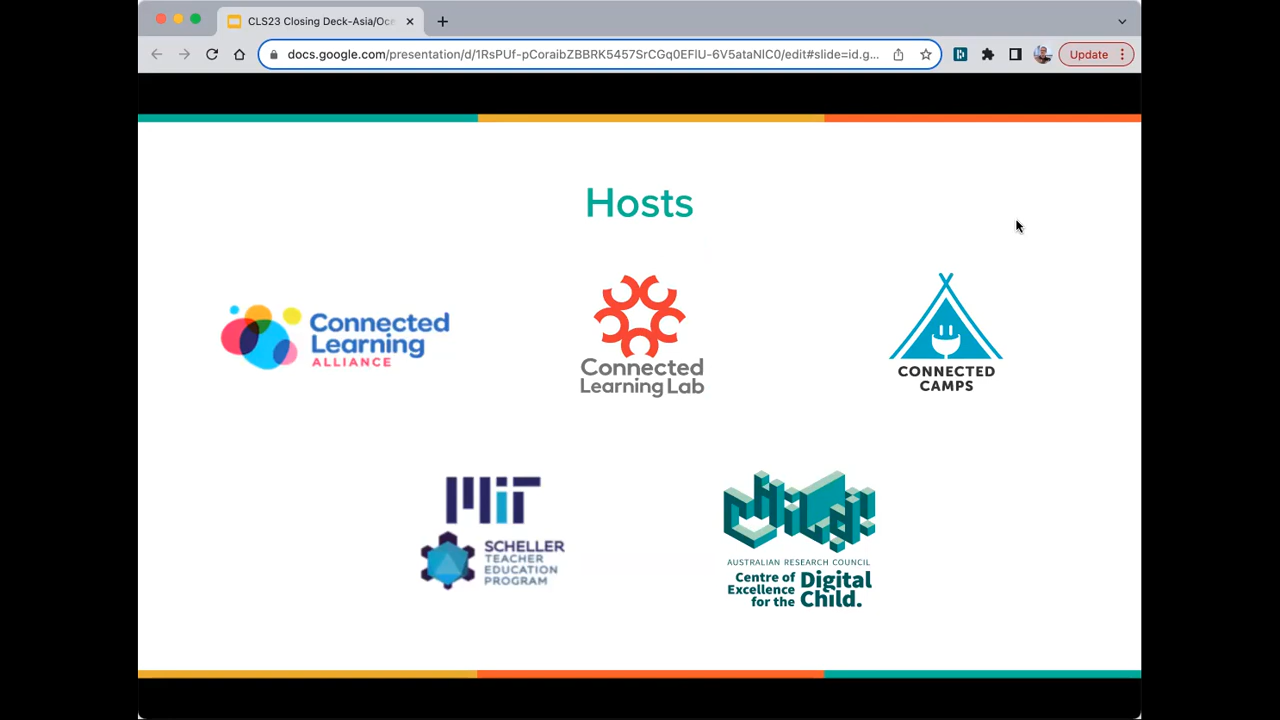 CLS23 Closing Deck-Asia/Oce
docs.google.com/presentation/d/1RsPUf-pCoraibZBBRK5457SrCGq0EFlU-6V5ataNlC0/edit#slide=id.g...
Update
Hosts
Connected
Learning
ALLIANCE
Connected
Learning Lab
CONNECTED
CAMPS
MIT
SCHELLER
TEACHER
EDUCATION
PROGRAM
CHILD!
AUSTRALIAN RESEARCH COUNCIL
Centre of
Excellence
for the
Digital
Child.